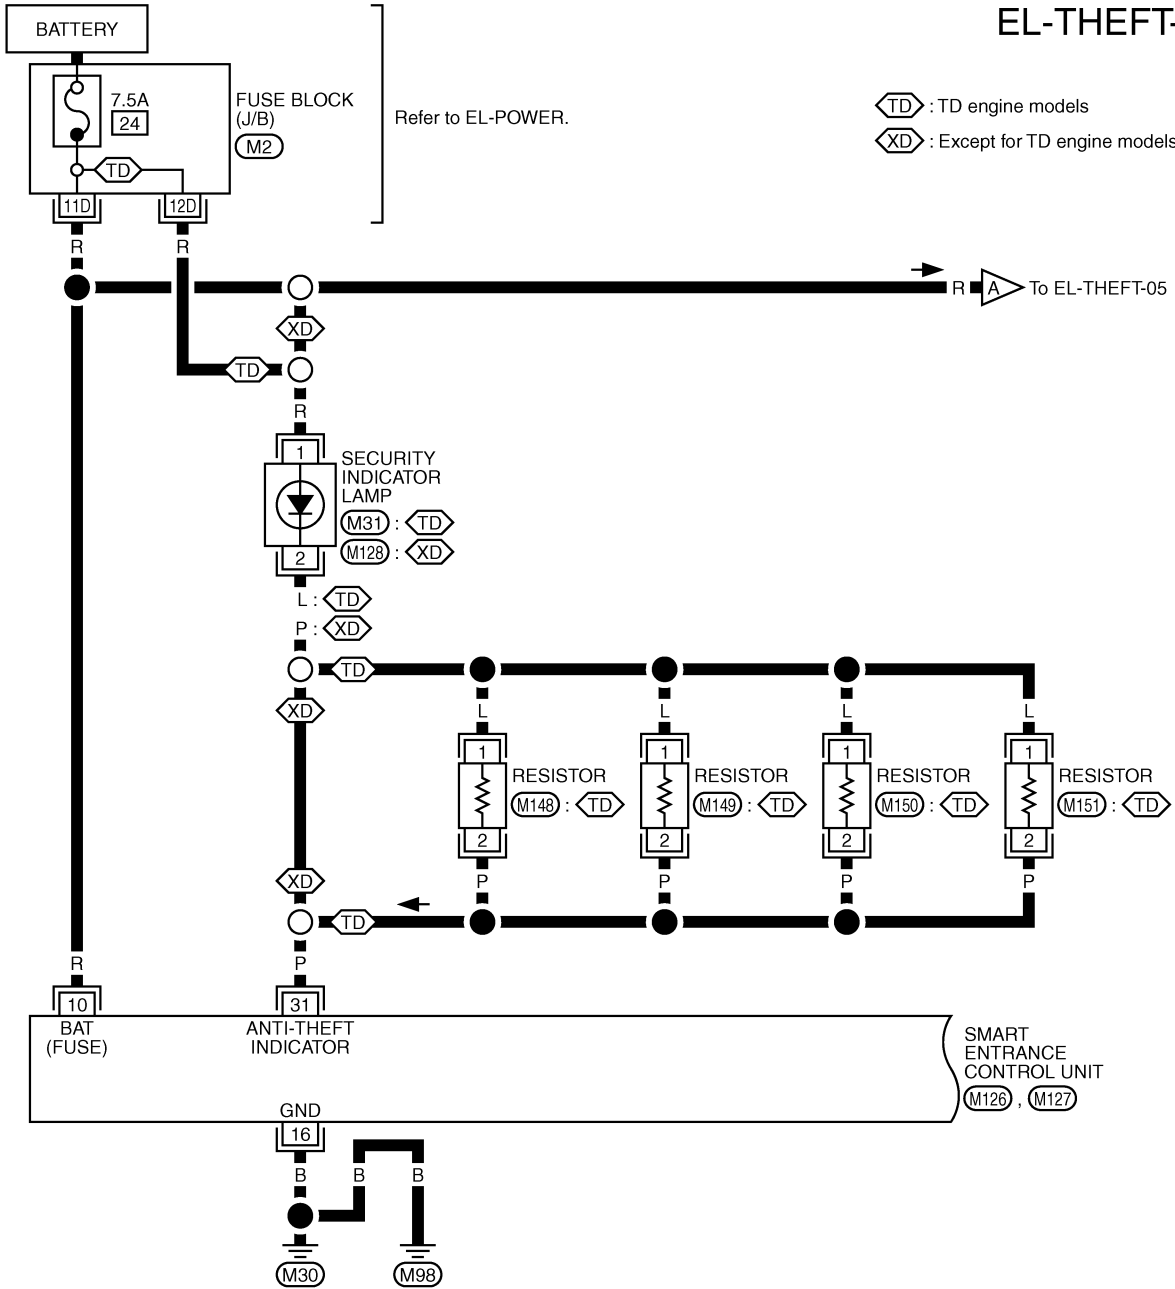 EL-THEFT-
BATTERY
7.5A
24
FUSE BLOCK
(J/B)
M2
Refer to EL-POWER.
TD : TD engine models
XD : Except for TD engine models
TD
11D
12D
R
R
XD
R
A
To EL-THEFT-05
TD
R
1
SECURITY
INDICATOR
LAMP
M31 : TD
M128 : XD
2
L : TD
P : XD
TD
XD
L
L
L
L
1
1
1
1
RESISTOR
M148 : TD
RESISTOR
M149 : TD
RESISTOR
M150 : TD
RESISTOR
M151 : TD
2
2
2
2
P
P
P
P
XD
TD
R
P
10
31
BAT
(FUSE)
ANTI-THEFT
INDICATOR
SMART
ENTRANCE
CONTROL UNIT
M126 , M127
GND
16
B
B
B
M30
M98